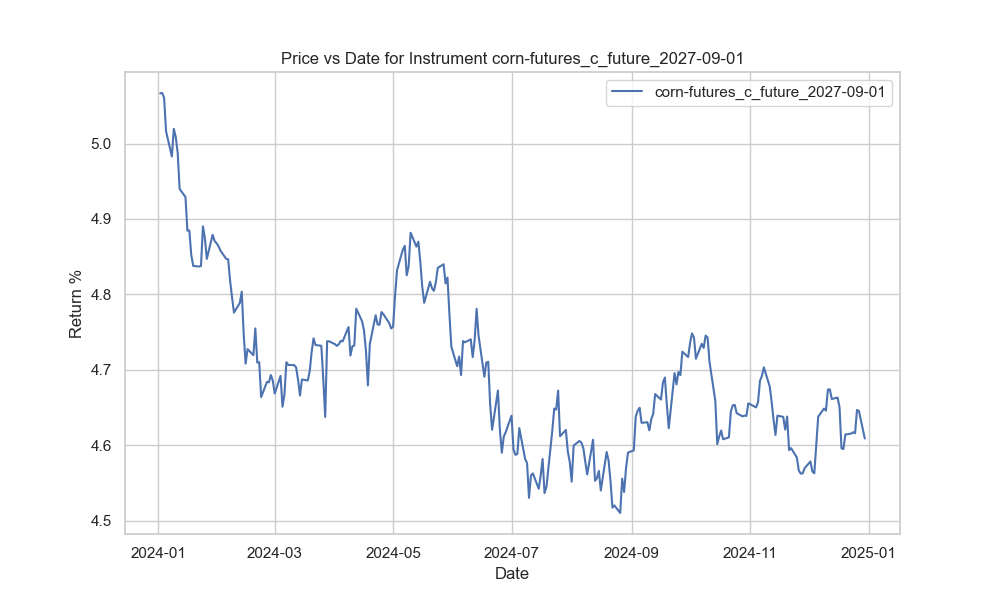 Price vs Date for Instrument corn-futures_c_future_2027-09-01
corn-futures_c_future_2027-09-01
5.0
4.9
4.8
4.7
4.6
4.5
Return %
2024-01 2024-03 2024-05 2024-07 2024-09 2024-11 2025-01
Date